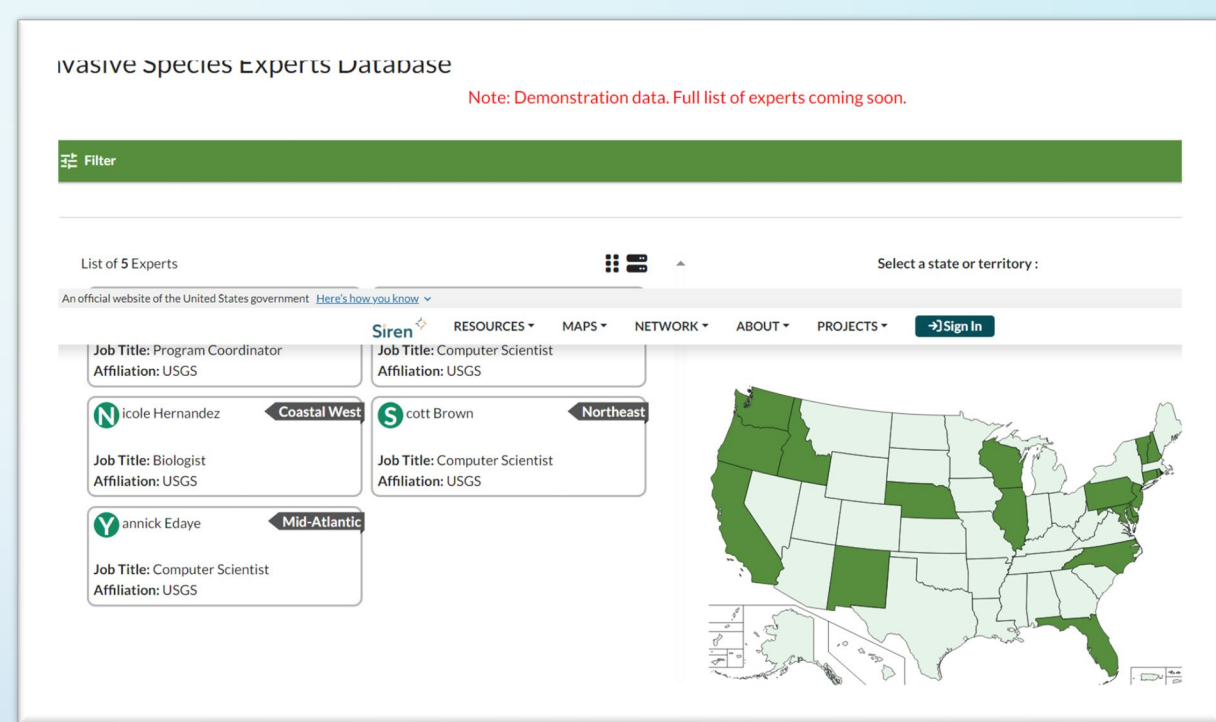 nvasive Species Experts Database
Note: Demonstration data. Full list of experts coming soon.
Filter
List of 5 Experts
Select a state or territory :
An official website of the United States government Here's how you know
Siren RESOURCES MAPS NETWORK ABOUT PROJECTS Sign In
Job Title: Program Coordinator
Affiliation: USGS
Job Title: Computer Scientist
Affiliation: USGS
Nicole Hernandez Coastal West
Job Title: Biologist
Affiliation: USGS
Scott Brown Northeast
Job Title: Computer Scientist
Affiliation: USGS
Yannick Edaye Mid-Atlantic
Job Title: Computer Scientist
Affiliation: USGS